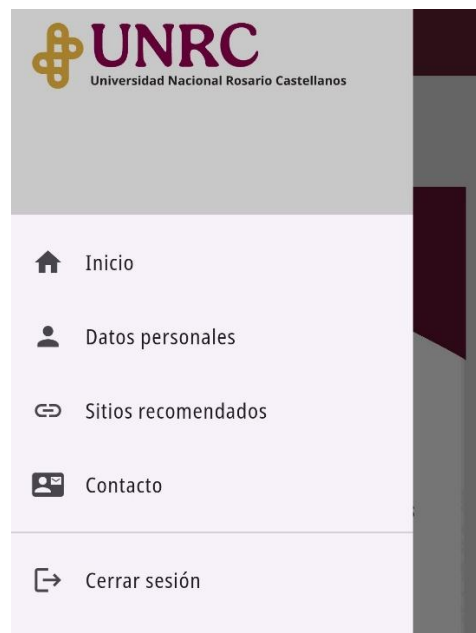 UNRC
Universidad Nacional Rosario Castellanos
Inicio
Datos personales
Sitios recomendados
Contacto
Cerrar sesión